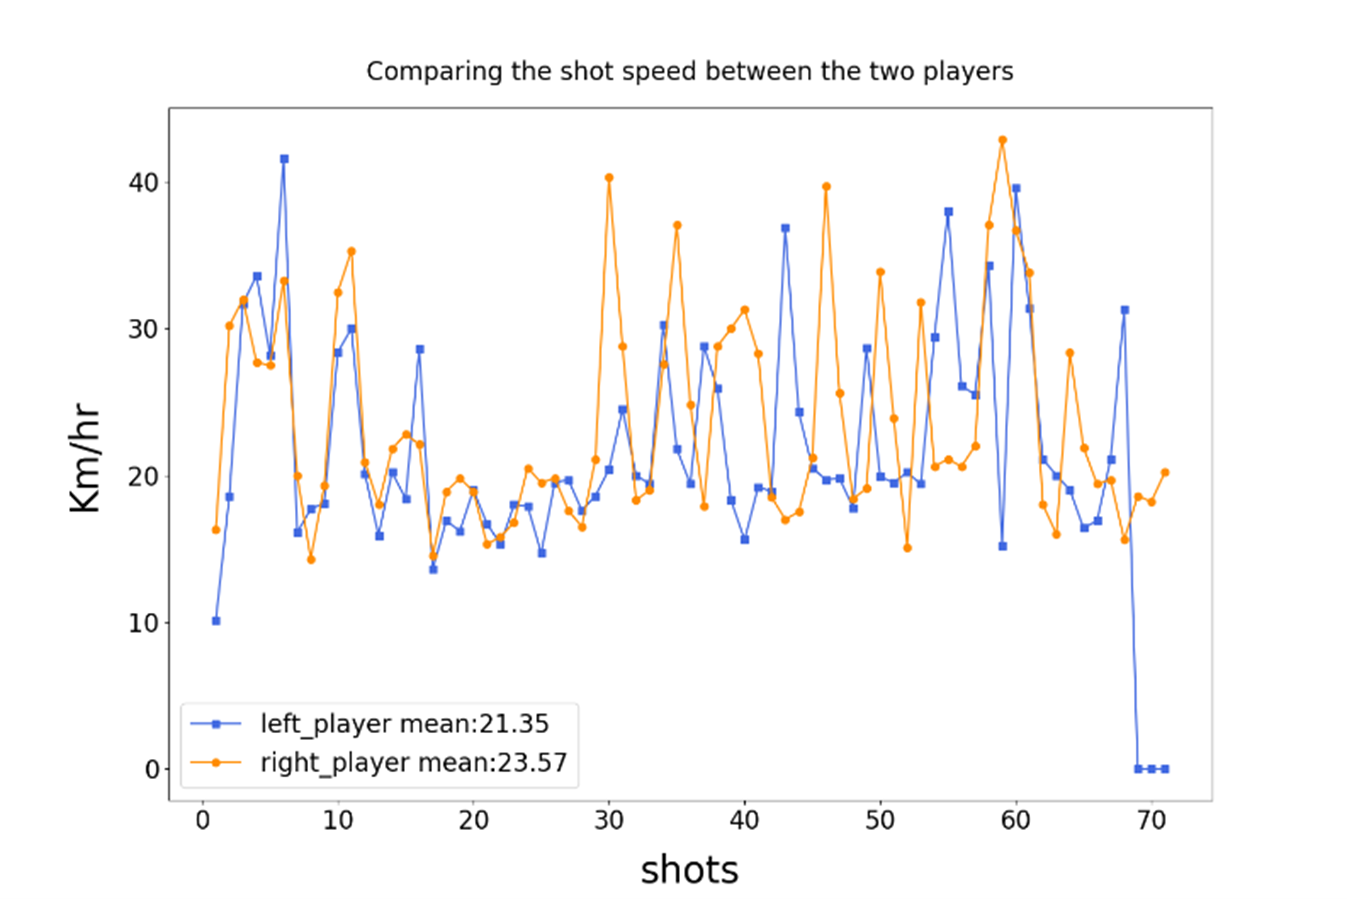 Comparing the shot speed between the two players
40
30
20
10
0
Km/hr
left_player mean:21.35
right_player mean:23.57
0 10 20 30 40 50 60 70
shots